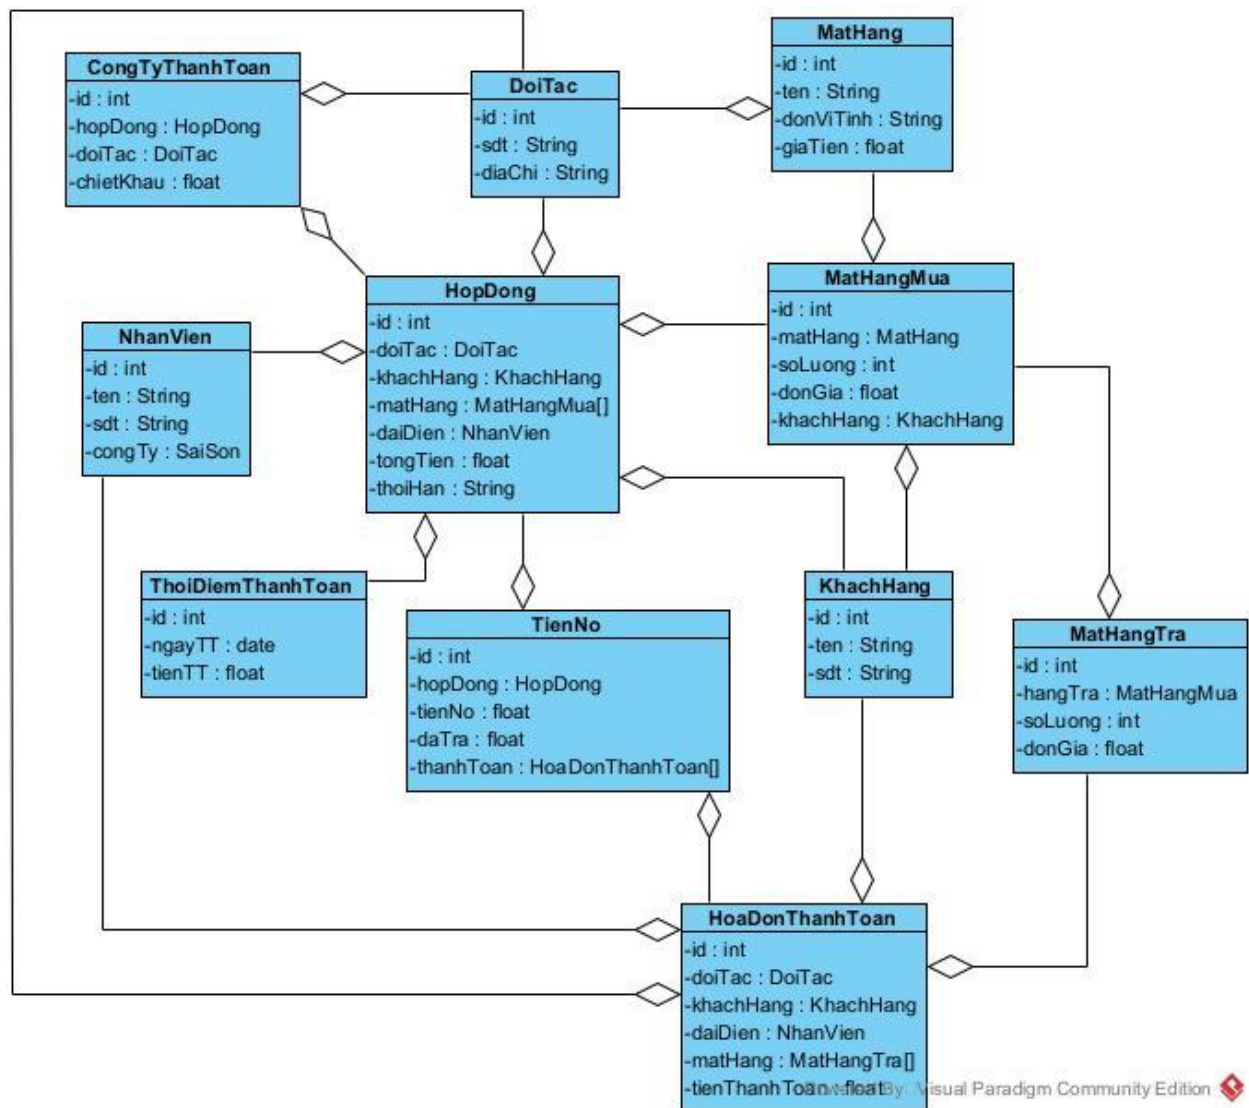 CongTyThanhToan
-id : int
-hopDong : HopDong
-doiTac : DoiTac
-chietKhau : float
DoiTac
-id : int
-sdt : String
-diaChi : String
MatHang
-id : int
-ten : String
-donViTinh : String
-giaTien : float
NhanVien
-id : int
-ten : String
-sdt : String
-congTy : SaiSon
HopDong
-id : int
-doiTac : DoiTac
-khachHang : KhachHang
-matHang : MatHangMua[]
-daiDien : NhanVien
-tongTien : float
-thoiHan : String
MatHangMua
-id : int
-matHang : MatHang
-soLuong : int
-donGia : float
-khachHang : KhachHang
ThoiDiemThanhToan
-id : int
-ngayTT : date
-tienTT : float
TienNo
-id : int
-hopDong : HopDong
-tienNo : float
-daTra : float
-thanhToan : HoaDonThanhToan[]
KhachHang
-id : int
-ten : String
-sdt : String
MatHangTra
-id : int
-hangTra : MatHangMua
-soLuong : int
-donGia : float
HoaDonThanhToan
-id : int
-doiTac : DoiTac
-khachHang : KhachHang
-daiDien : NhanVien
-matHang : MatHangTra[]
-tienThanhToan : float
Powered By Visual Paradigm Community Edition